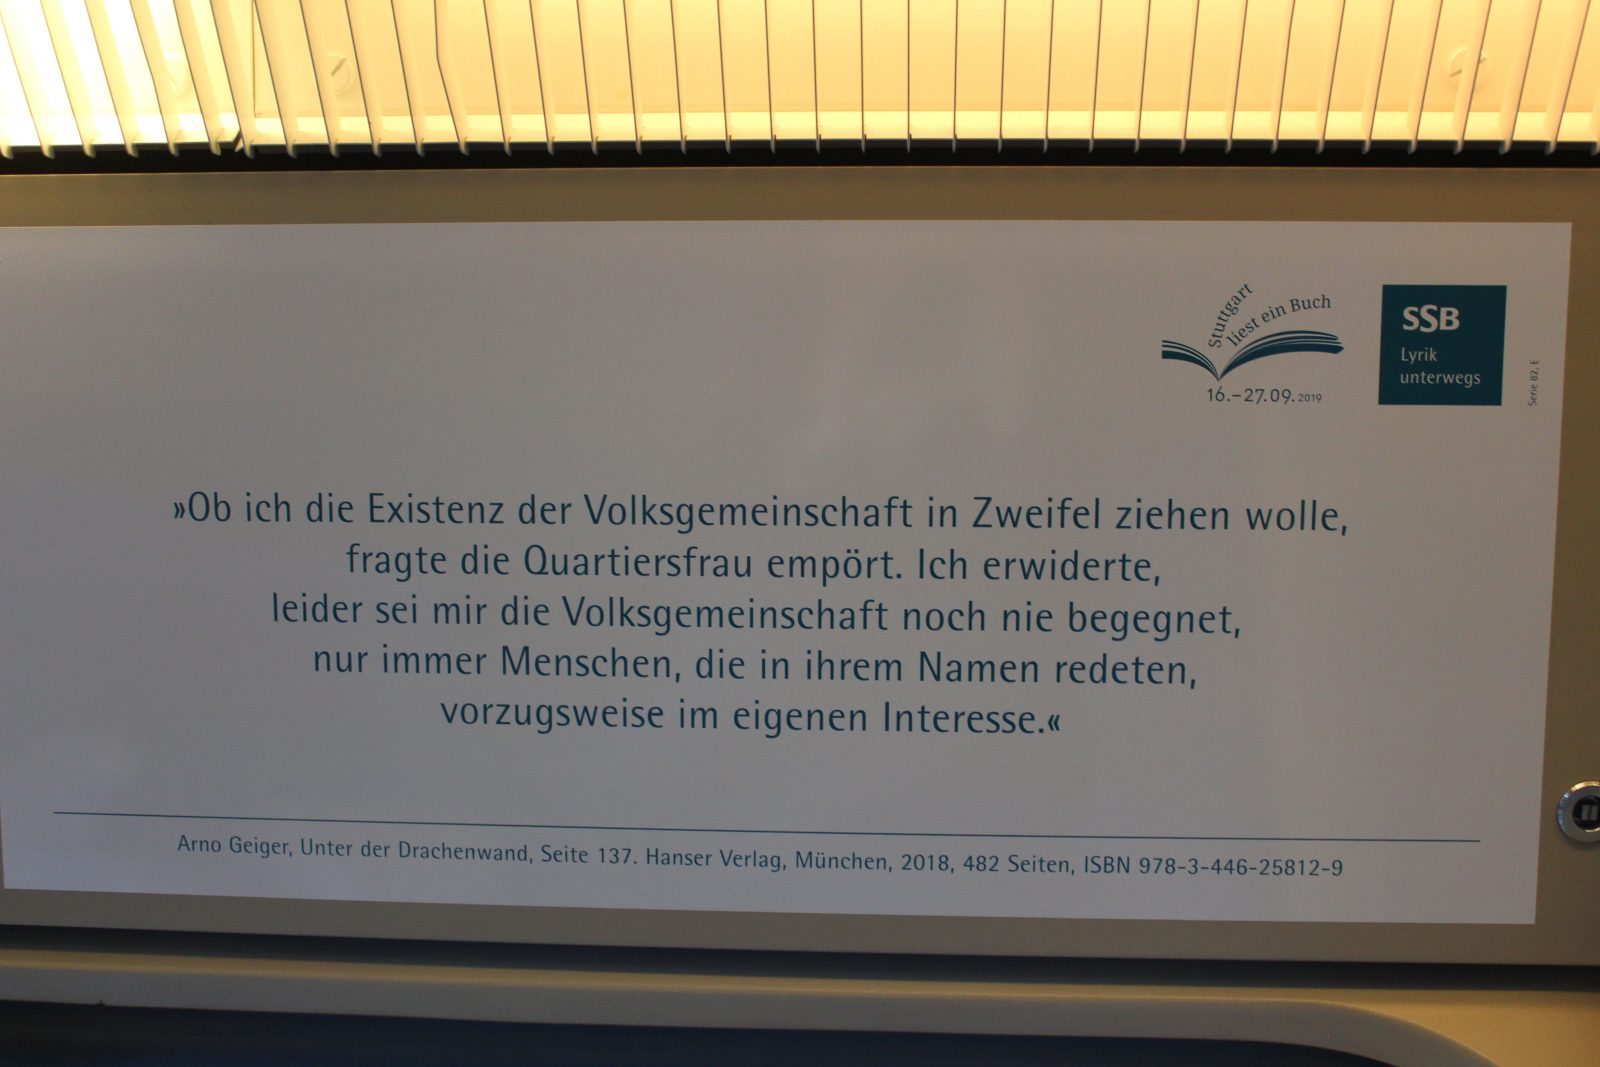 Stuttgart
liest ein Buch
16.–27.09.2019
SSB
Lyrik
unterwegs
Serie 82, E
»Ob ich die Existenz der Volksgemeinschaft in Zweifel ziehen wolle,
fragte die Quartiersfrau empört. Ich erwiderte,
leider sei mir die Volksgemeinschaft noch nie begegnet,
nur immer Menschen, die in ihrem Namen redeten,
vorzugsweise im eigenen Interesse.«
Arno Geiger, Unter der Drachenwand, Seite 137. Hanser Verlag, München, 2018, 482 Seiten, ISBN 978-3-446-25812-9